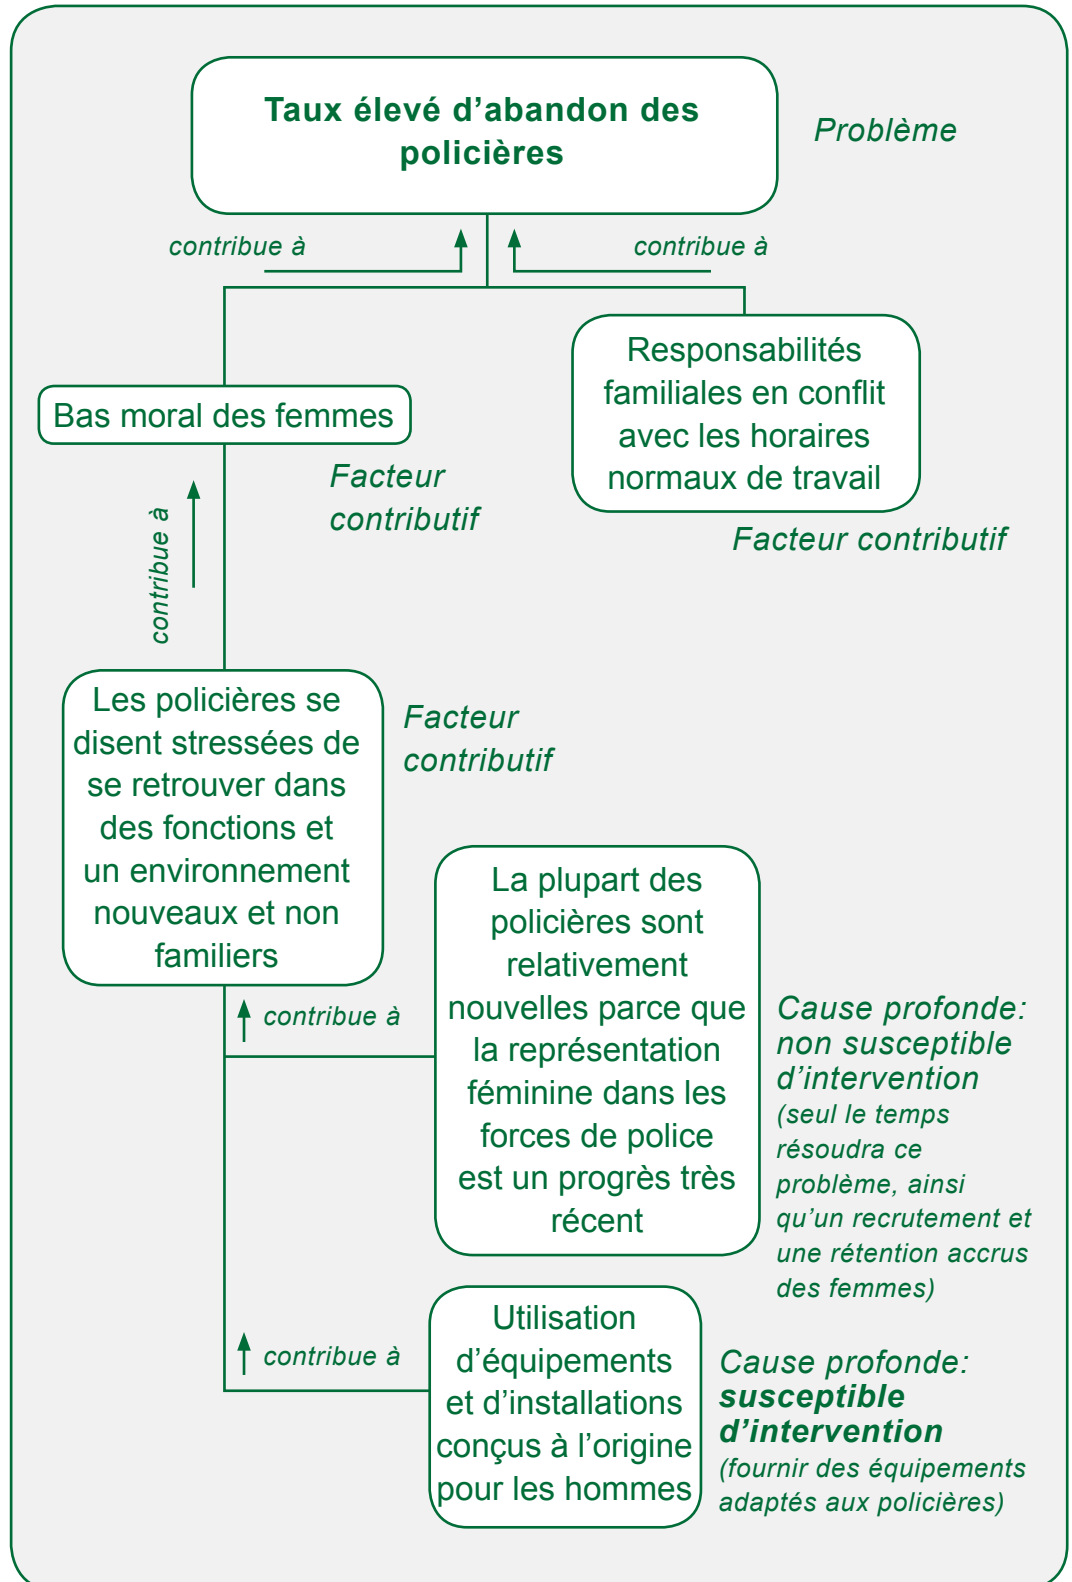 Taux élevé d’abandon des
policières
Problème
contribue à
contribue à
Responsabilités
familiales en conflit
avec les horaires
normaux de travail
Bas moral des femmes
Facteur
contributif
Facteur contributif
contribue à
Les policières se
disent stressées de
se retrouver dans
des fonctions et
un environnement
nouveaux et non
familiers
Facteur
contributif
contribue à
La plupart des
policières sont
relativement
nouvelles parce que
la représentation
féminine dans les
forces de police
est un progrès très
récent
Cause profonde:
non susceptible
d’intervention
(seul le temps
résoudra ce
problème, ainsi
qu’un recrutement et
une rétention accrus
des femmes)
contribue à
Utilisation
d’équipements
et d’installations
conçus à l’origine
pour les hommes
Cause profonde:
susceptible
d’intervention
(fournir des équipements
adaptés aux policières)